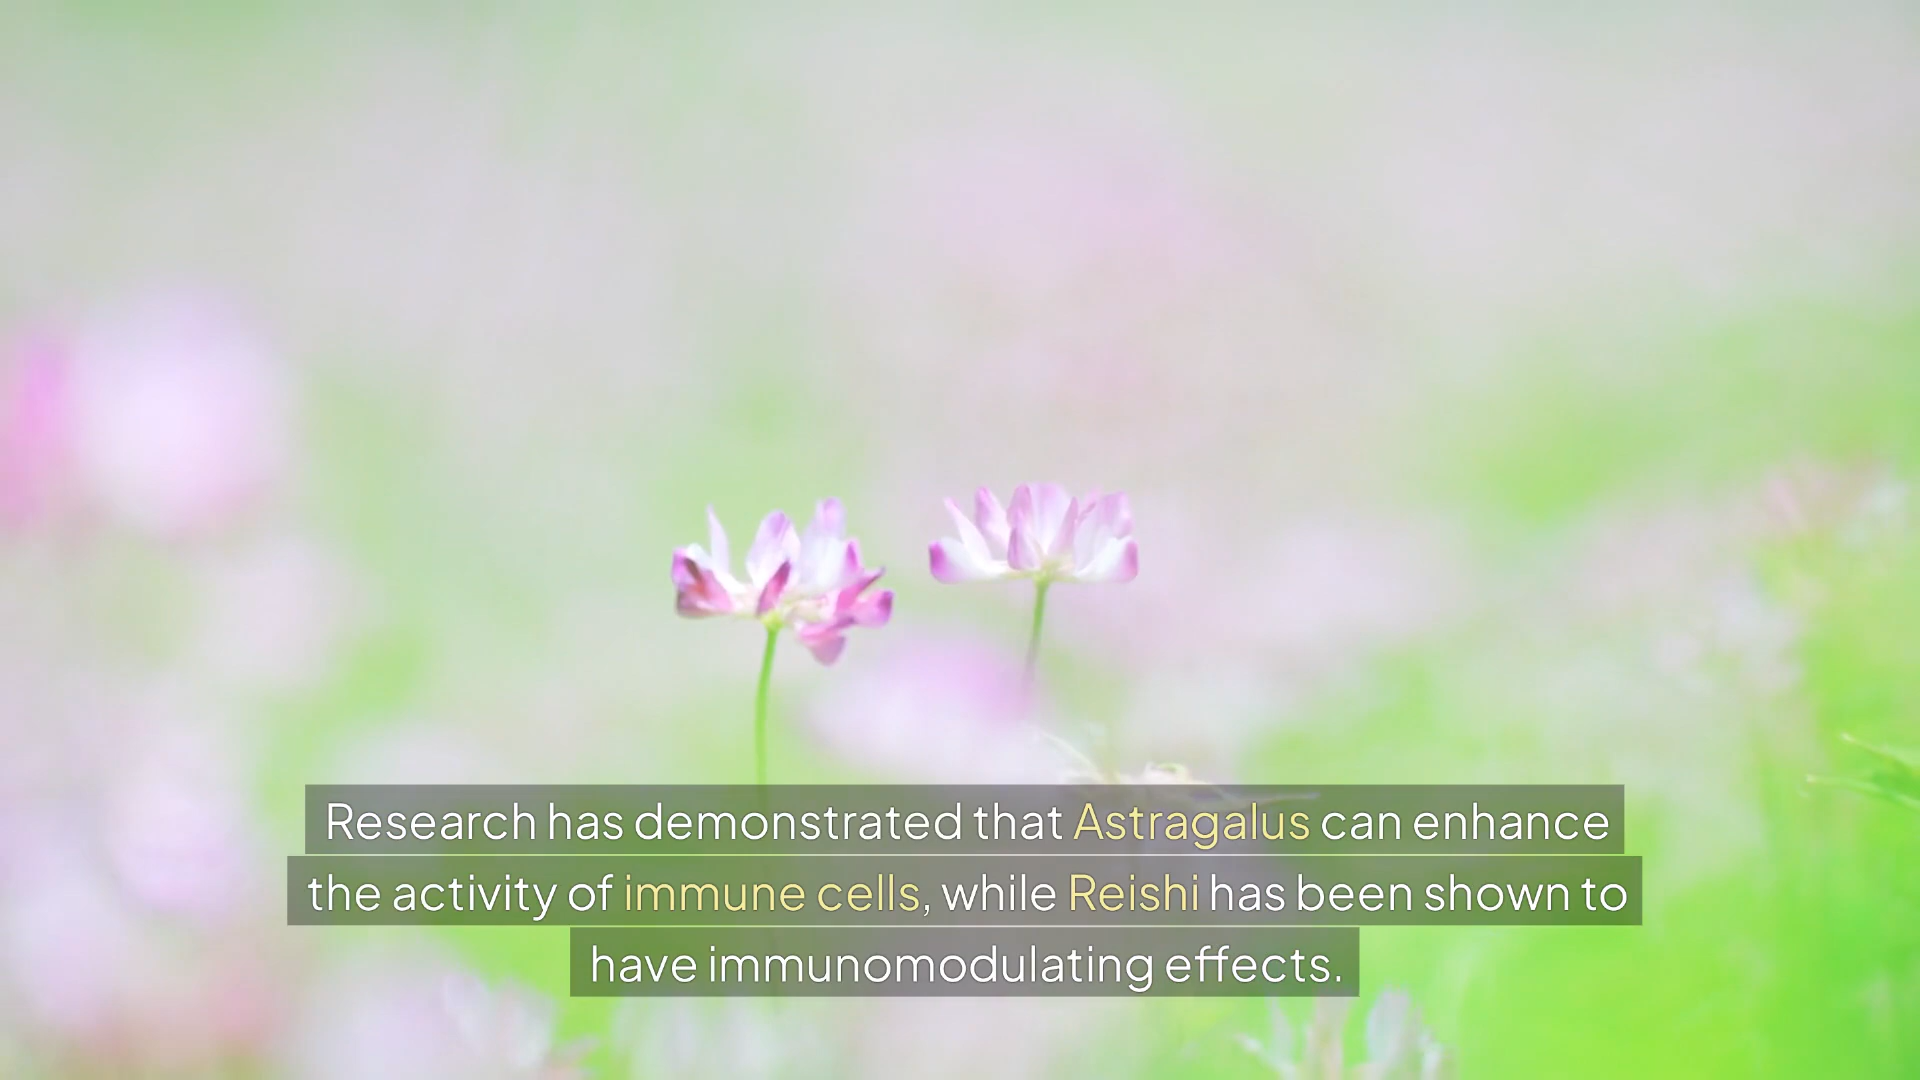 Research has demonstrated that Astragalus can enhance
the activity of immune cells, while Reishi has been shown to
have immunomodulating effects.